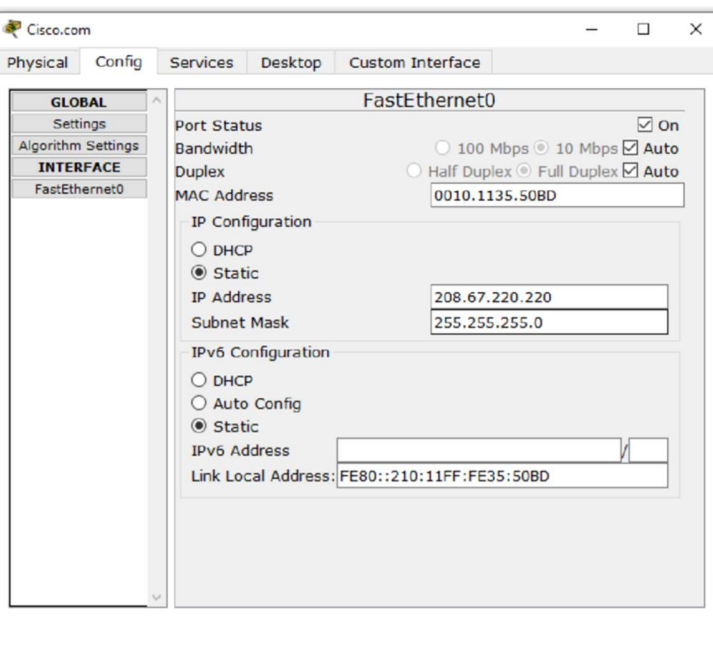 Cisco.com
Physical Config Services Desktop Custom Interface
GLOBAL
Settings
Algorithm Settings
INTERFACE
FastEthernet0
FastEthernet0
Port Status On
Bandwidth 100 Mbps 10 Mbps Auto
Duplex Half Duplex Full Duplex Auto
MAC Address 0010.1135.50BD
IP Configuration
DHCP
Static
IP Address 208.67.220.220
Subnet Mask 255.255.255.0
IPv6 Configuration
DHCP
Auto Config
Static
IPv6 Address /
Link Local Address: FE80::210:11FF:FE35:50BD